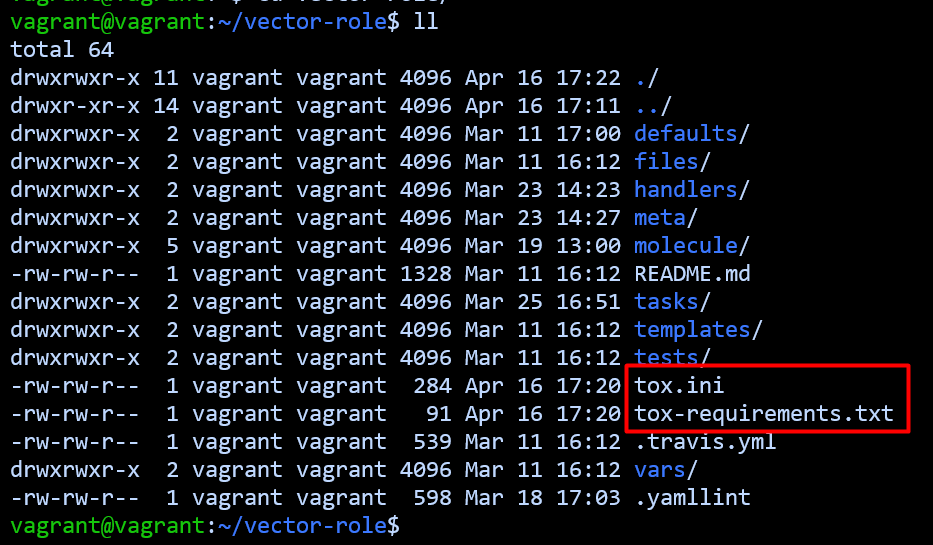 vagrant@vagrant:~/vector-role$ ll
total 64
drwxrwxr-x 11 vagrant vagrant 4096 Apr 16 17:22 ./
drwxr-xr-x 14 vagrant vagrant 4096 Apr 16 17:11 ../
drwxrwxr-x  2 vagrant vagrant 4096 Mar 11 17:00 defaults/
drwxrwxr-x  2 vagrant vagrant 4096 Mar 11 16:12 files/
drwxrwxr-x  2 vagrant vagrant 4096 Mar 23 14:23 handlers/
drwxrwxr-x  2 vagrant vagrant 4096 Mar 23 14:27 meta/
drwxrwxr-x  5 vagrant vagrant 4096 Mar 19 13:00 molecule/
-rw-rw-r--  1 vagrant vagrant 1328 Mar 11 16:12 README.md
drwxrwxr-x  2 vagrant vagrant 4096 Mar 25 16:51 tasks/
drwxrwxr-x  2 vagrant vagrant 4096 Mar 11 16:12 templates/
drwxrwxr-x  2 vagrant vagrant 4096 Mar 11 16:12 tests/
-rw-rw-r--  1 vagrant vagrant  284 Apr 16 17:20 tox.ini
-rw-rw-r--  1 vagrant vagrant   91 Apr 16 17:20 tox-requirements.txt
-rw-rw-r--  1 vagrant vagrant  539 Mar 11 16:12 .travis.yml
drwxrwxr-x  2 vagrant vagrant 4096 Mar 11 16:12 vars/
-rw-rw-r--  1 vagrant vagrant  598 Mar 18 17:03 .yamllint
vagrant@vagrant:~/vector-role$